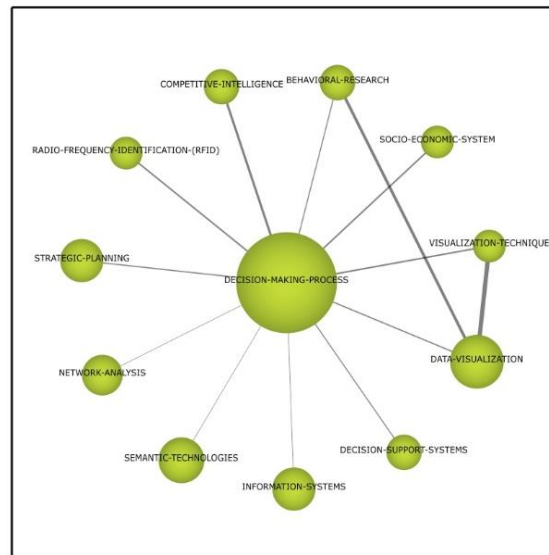 COMPETITIVE-INTELLIGENCE
BEHAVIORAL-RESEARCH
SOCIO-ECONOMIC-SYSTEM
RADIO-FREQUENCY-IDENTIFICATION-(RFID)
VISUALIZATION-TECHNIQUE
STRATEGIC-PLANNING
DECISION-MAKING-PROCESS
DATA-VISUALIZATION
NETWORK-ANALYSIS
DECISION-SUPPORT-SYSTEMS
SEMANTIC-TECHNOLOGIES
INFORMATION-SYSTEMS